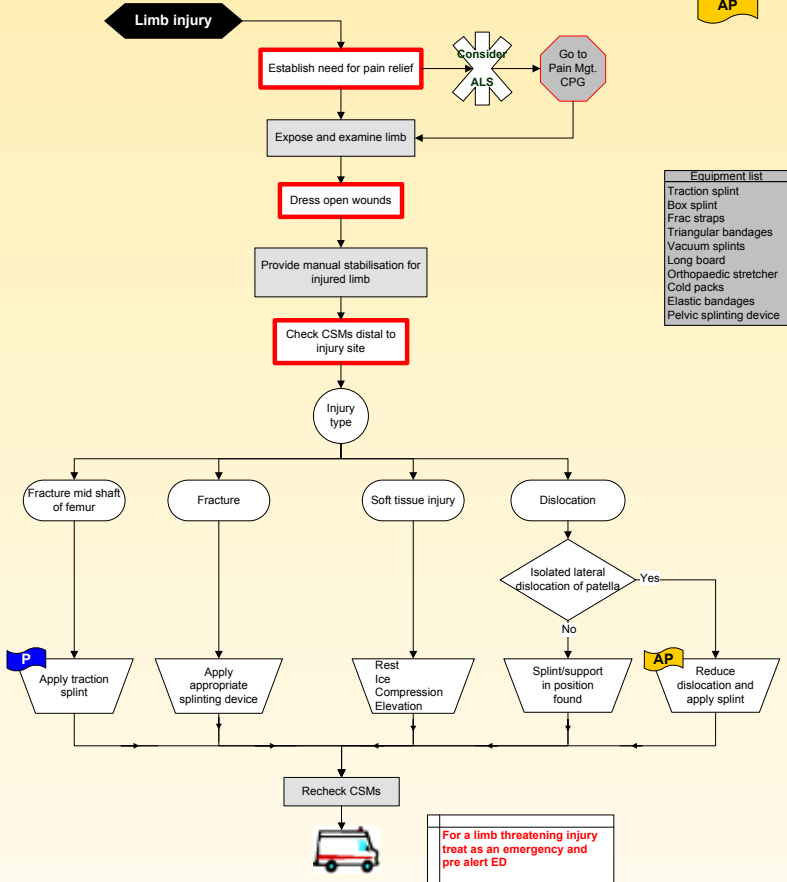 AP
Limb injury
Establish need for pain relief
Consider
ALS
Go to
Pain Mgt.
CPG
Expose and examine limb
Equipment list
Traction splint
Box splint
Frac straps
Triangular bandages
Vacuum splints
Long board
Orthopaedic stretcher
Cold packs
Elastic bandages
Pelvic splinting device
Dress open wounds
Provide manual stabilisation for
injured limb
Check CSMs distal to
injury site
Injury
type
Fracture mid shaft
of femur
Fracture
Soft tissue injury
Dislocation
Isolated lateral
dislocation of patella
Yes
No
P
Apply traction
splint
Apply
appropriate
splinting device
Rest
Ice
Compression
Elevation
Splint/support
in position
found
AP
Reduce
dislocation and
apply splint
Recheck CSMs
For a limb threatening injury
treat as an emergency and
pre alert ED